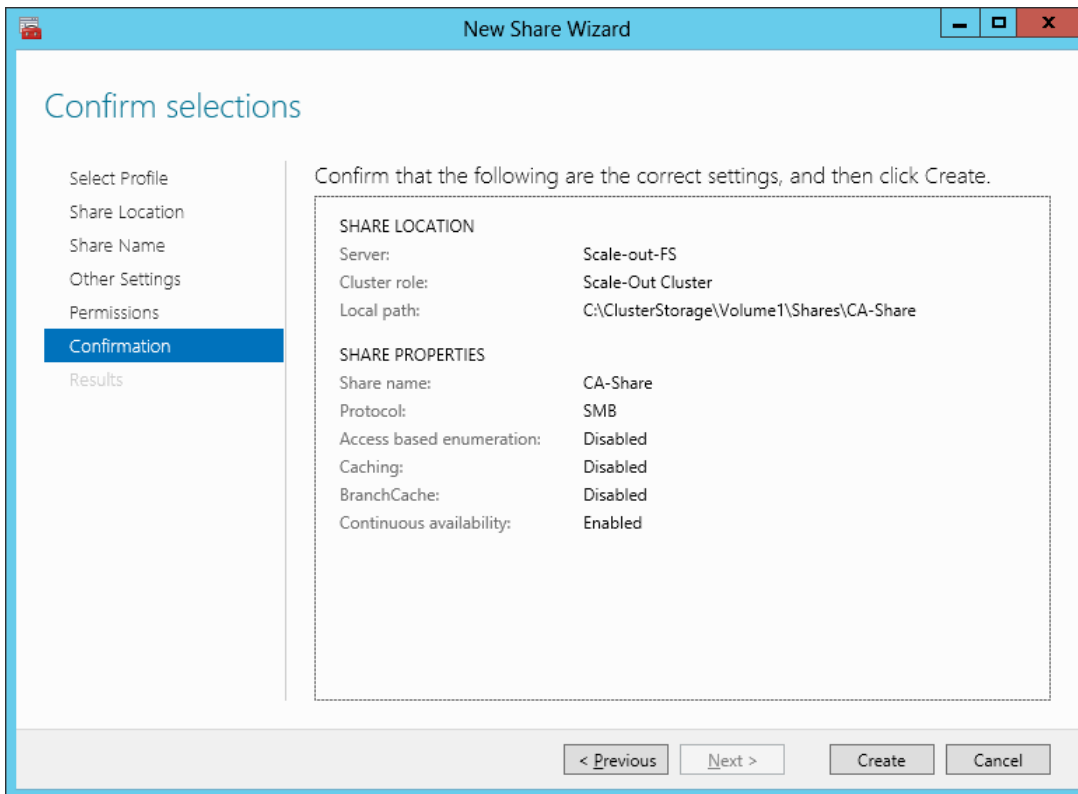 New Share Wizard
Confirm selections
Select Profile
Share Location
Share Name
Other Settings
Permissions
Confirmation
Results
Confirm that the following are the correct settings, and then click Create.
SHARE LOCATION
Server: Scale-out-FS
Cluster role: Scale-Out Cluster
Local path: C:\ClusterStorage\Volume1\Shares\CA-Share
SHARE PROPERTIES
Share name: CA-Share
Protocol: SMB
Access based enumeration: Disabled
Caching: Disabled
BranchCache: Disabled
Continuous availability: Enabled
< Previous Next > Create Cancel